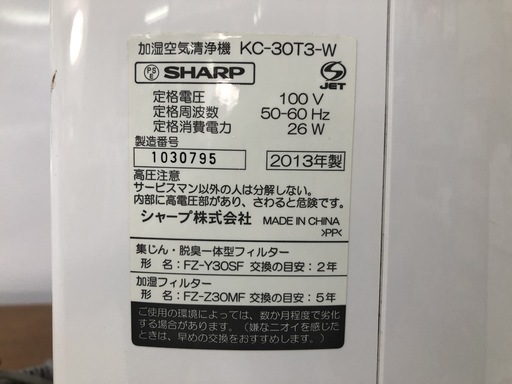 加湿空気清浄機 KC-30T3-W
PS E SHARP
JET
定格電圧 100 V
定格周波数 50-60 Hz
定格消費電力 26 W
製造番号
1030795 2013年製
高圧注意
サービスマン以外の人は分解しない。
内部に高電圧部があり、さわると危険です。
シャープ株式会社 MADE IN CHINA
>PP<
集じん・脱臭一体型フィルター
形 名:FZ-Y30SF 交換の目安:2年
加湿フィルター
形 名:FZ-Z30MF 交換の目安:5年
ご使用の環境によっては、数か月程度で劣化
する場合があります。(嫌なニオイを感じた
ときは、早めの交換をおすすめします。)